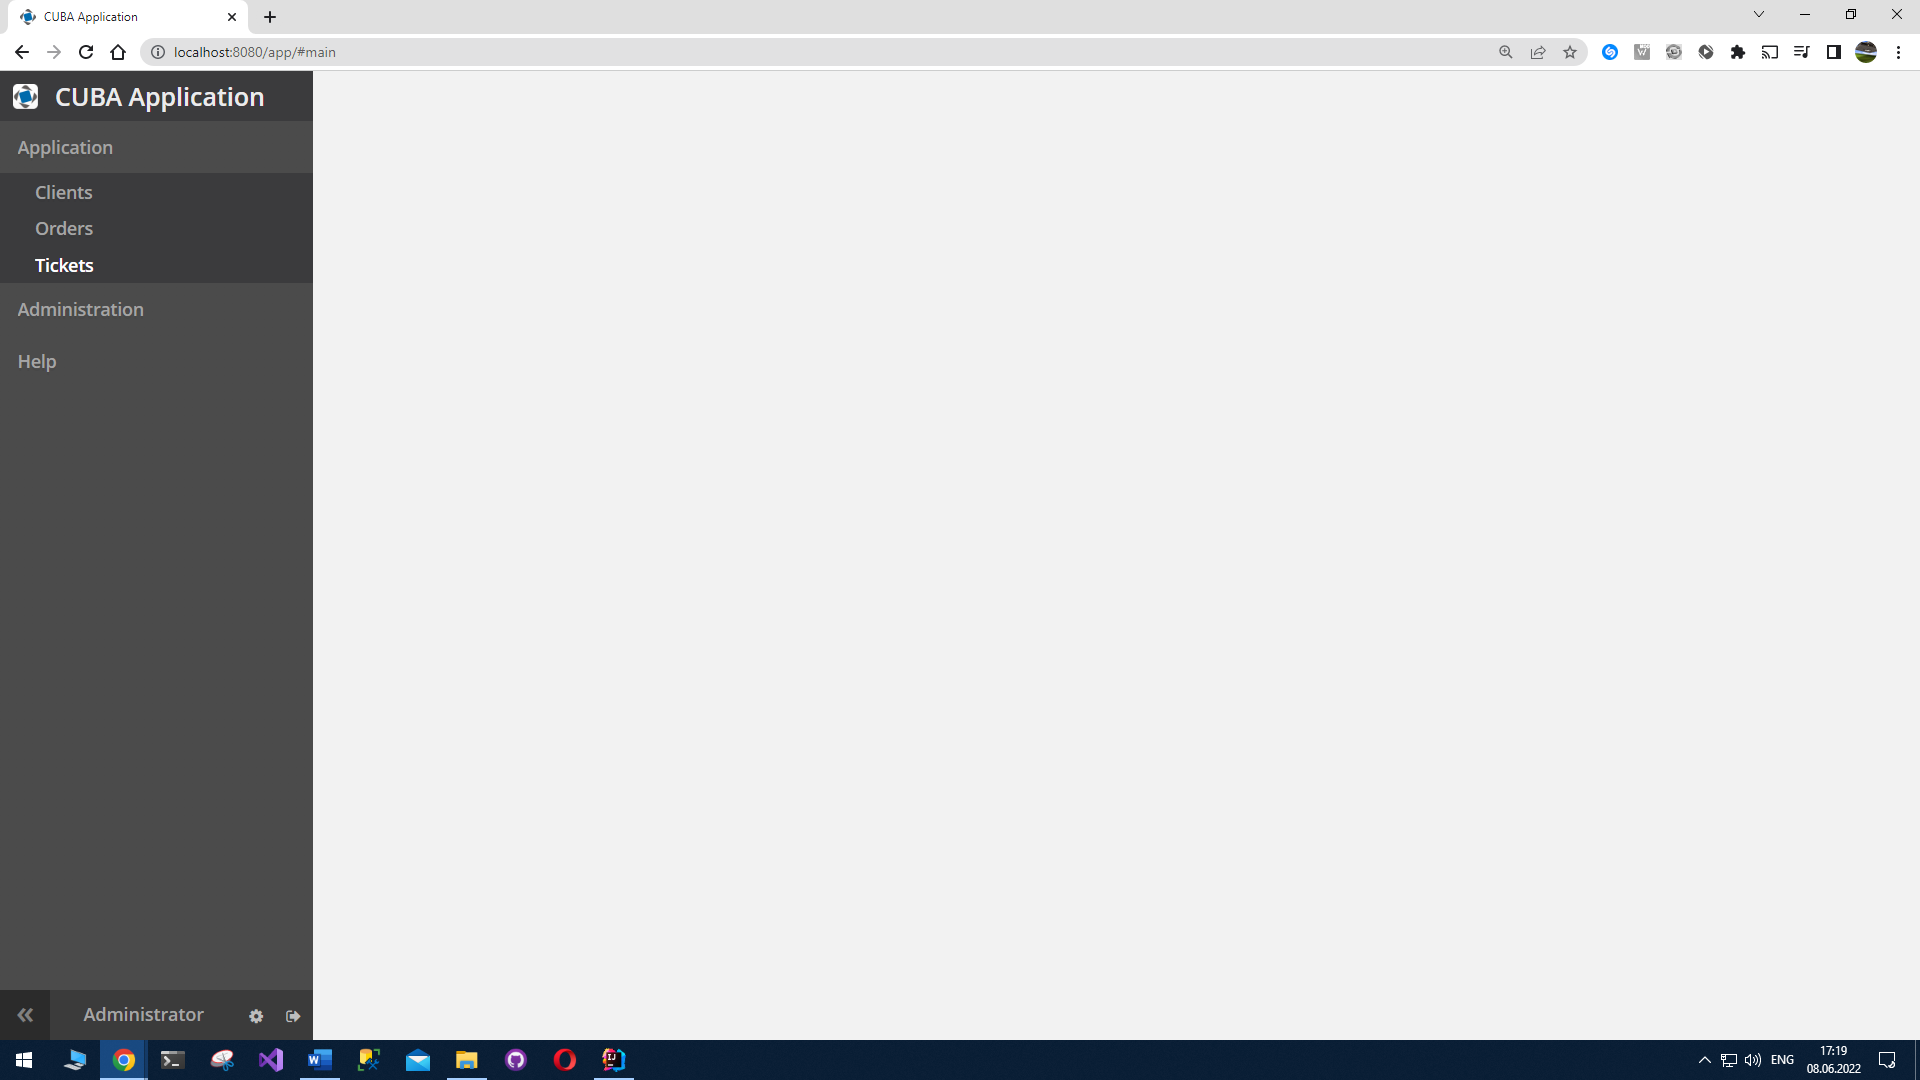 CUBA Application
localhost:8080/app/#main
CUBA Application
Application
Clients
Orders
Tickets
Administration
Help
Administrator
ENG
17:19
08.06.2022